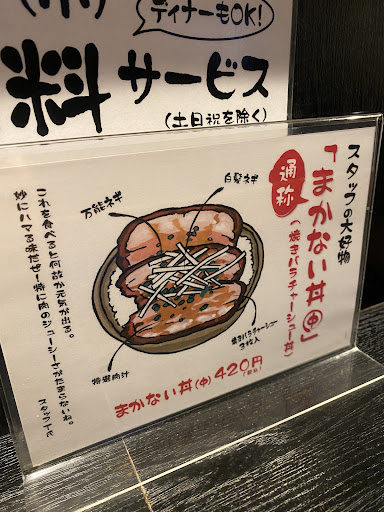 ディナーもOK!
料サービス
(土日祝を除く)
スタッフの大好物
通称
「まかない丼㊥」
(焼きバラチャーシュー丼)
白髪ネギ
万能ネギ
焼きバラチャーシュー
3枚入
特選肉汁
まかない丼(中)420円
これを食べると何故か元気が出る。
妙にハマる味だぜ!特に肉のジューシーさがたまらないね。
スタッフ代